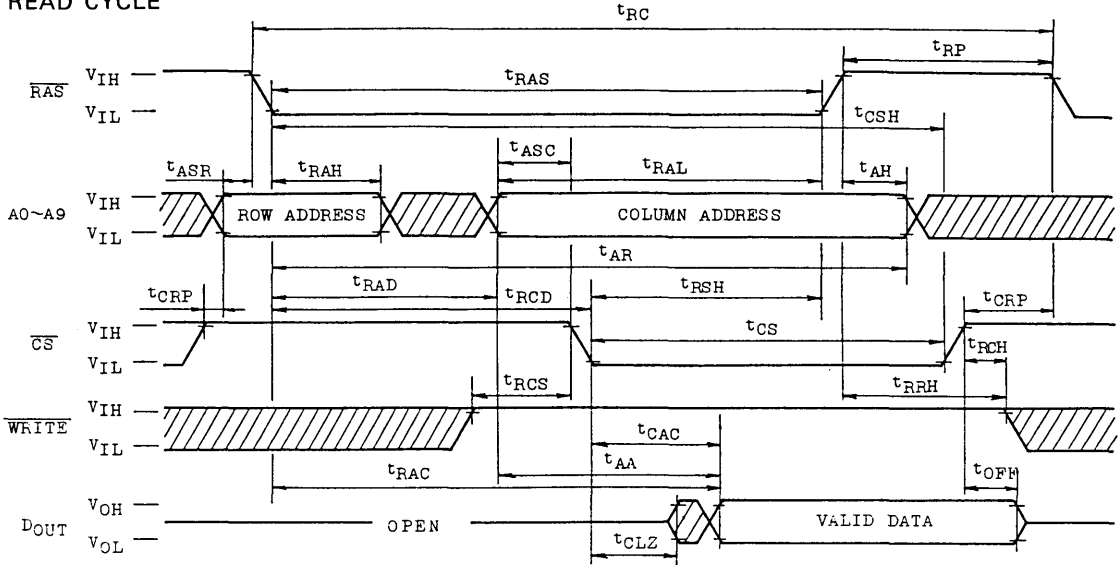 READ CYCLE
tRC
tRP
RAS
VIH
VIL
tRAS
tCSH
tASR
tRAH
tASC
tRAL
tAH
A0~A9
VIH
VIL
ROW ADDRESS
COLUMN ADDRESS
tAR
tCRP
tRAD
tRCD
tRSH
tCRP
CS
VIH
VIL
tCS
tRCH
tRCS
tRRH
WRITE
VIH
VIL
tCAC
tRAC
tAA
tOFF
DOUT
VOH
VOL
OPEN
VALID DATA
tCLZ